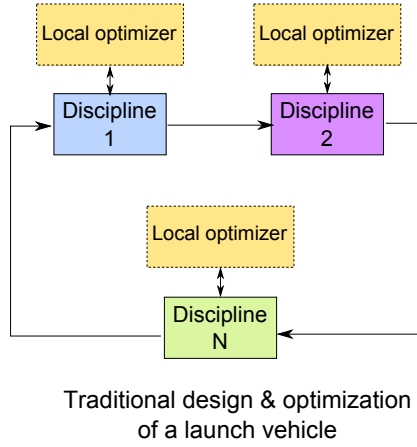 Local optimizer
Local optimizer
Discipline
1
Discipline
2
Local optimizer
Discipline
N
Traditional design & optimization
of a launch vehicle